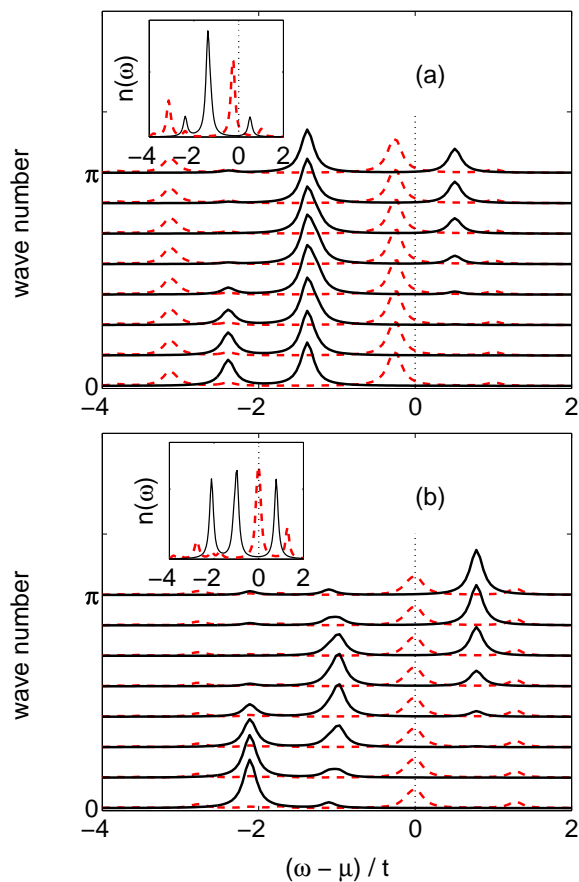 (a)
n(ω)
−4 −2 0 2
wave number
π
0
−4 −2 0 2
(b)
n(ω)
−4 −2 0 2
wave number
π
0
−4 −2 0 2
(ω − μ) / t